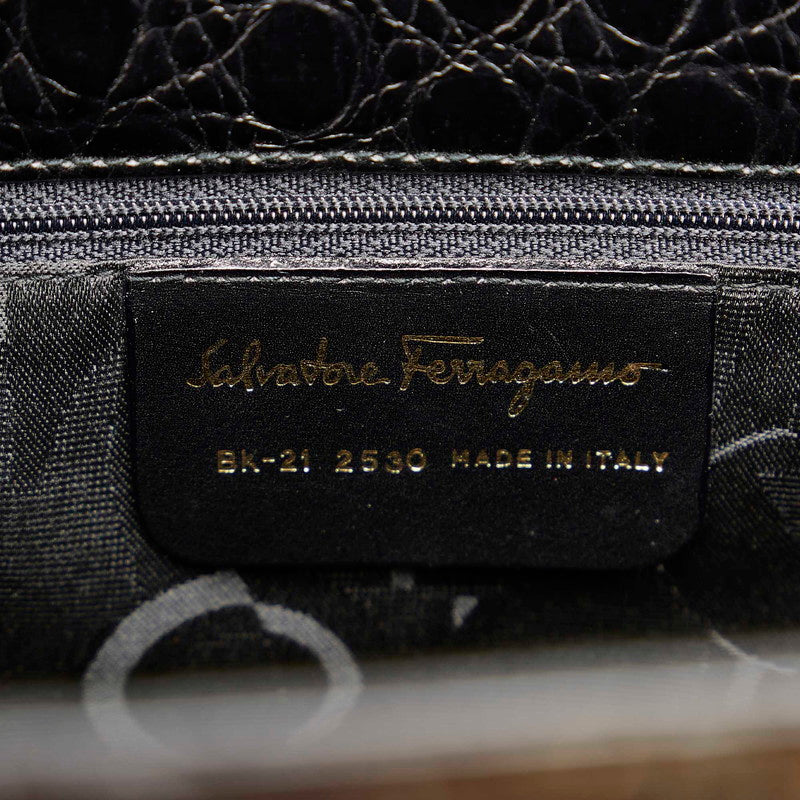 Salvatore Ferragamo
BK-21 2530 MADE IN ITALY